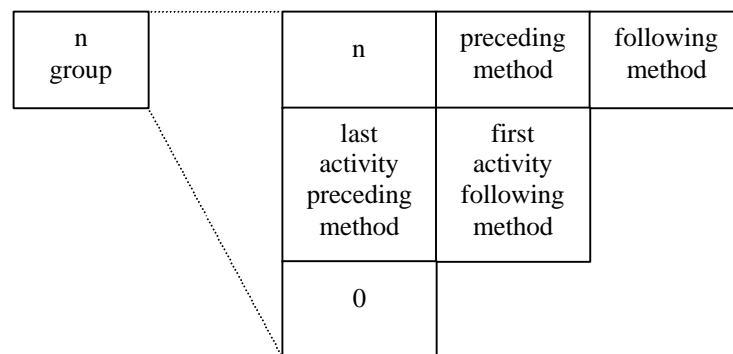 n
group
n
preceding
method
following
method
last
activity
preceding
method
first
activity
following
method
0